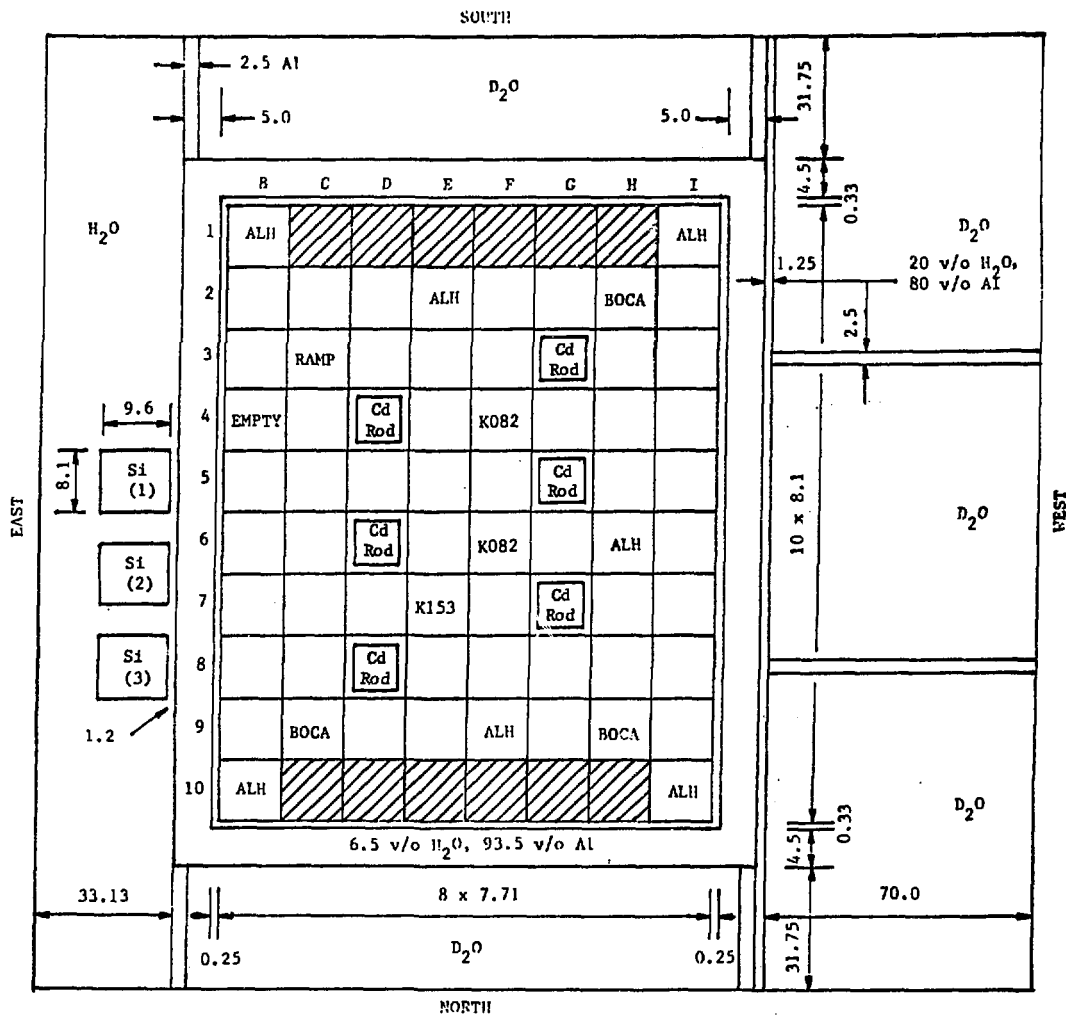 SOUTH
2.5 Al
D2O
5.0
5.0
31.75
4.5
0.33
B C D E F G H I
H2O
1 ALH ALH
D2O
20 v/o H2O,
80 v/o Al
1.25
2 ALH BOCA
2.5
3 RAMP Cd Rod
9.6
4 EMPTY Cd Rod K082
8.1
Si (1)
5 Cd Rod
EAST
10 x 8.1
D2O
WEST
6 Cd Rod K082 ALH
Si (2)
7 K153 Cd Rod
Si (3)
8 Cd Rod
1.2
9 BOCA ALH BOCA
10 ALH ALH
D2O
0.33
4.5
6.5 v/o H2O, 93.5 v/o Al
33.13
8 x 7.71
70.0
0.25
D2O
0.25
31.75
NORTH